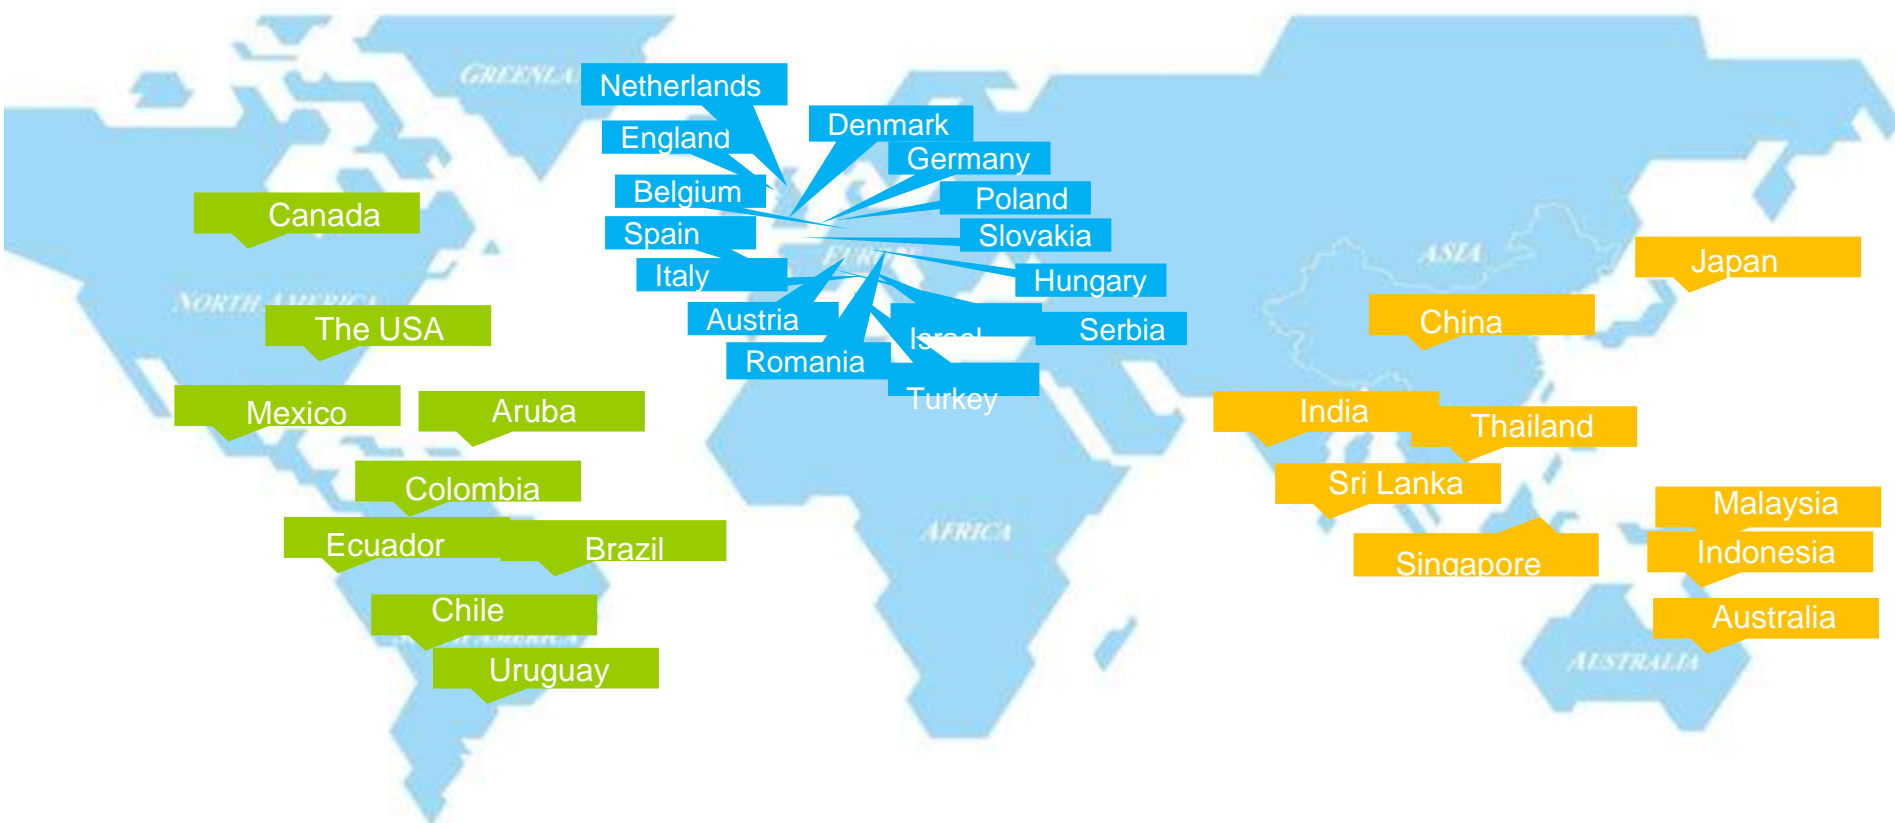 GREENLA
Netherlands
England
Denmark
Germany
Belgium
Poland
Canada
Spain
Slovakia
ASIA
Japan
Italy
Hungary
NORTH AMERICA
The USA
Austria
Israel
Serbia
China
Romania
Turkey
Mexico
Aruba
India
Thailand
Colombia
Sri Lanka
Malaysia
AFRICA
Ecuador
Brazil
Singapore
Indonesia
Chile
Australia
AMERICA
Uruguay
AUSTRALIA